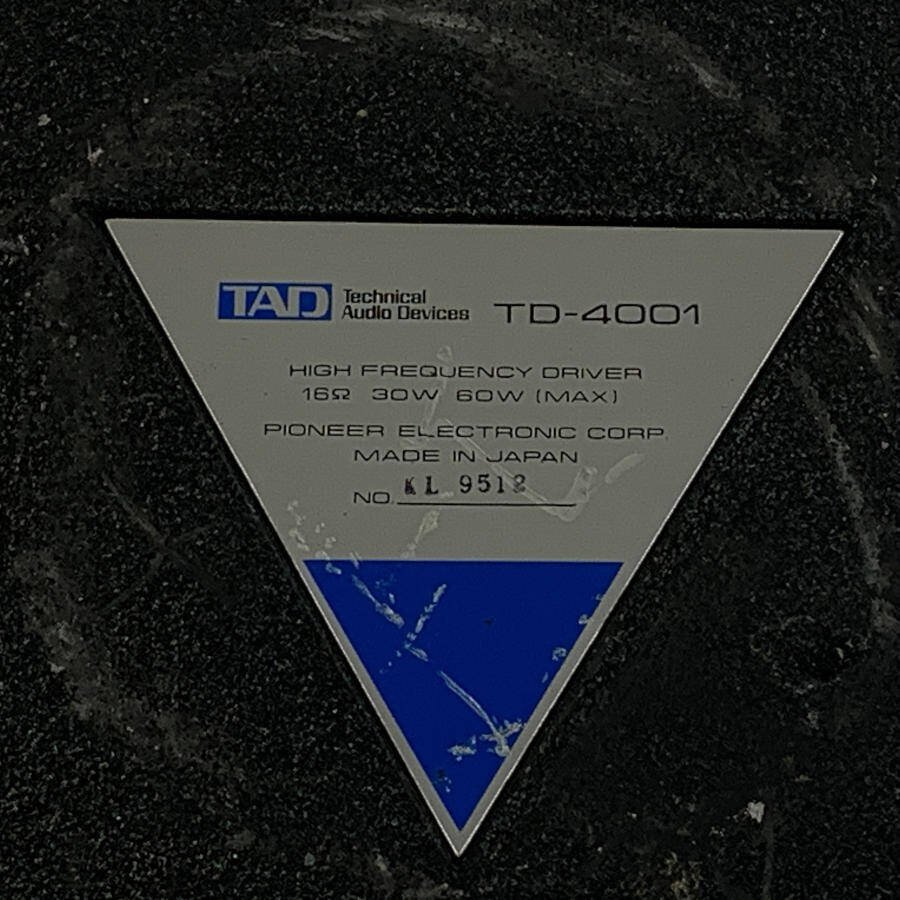 TAD Technical Audio Devices TD-4001
HIGH FREQUENCY DRIVER
16Ω 30W 60W (MAX)
PIONEER ELECTRONIC CORP.
MADE IN JAPAN
NO. KL 9512